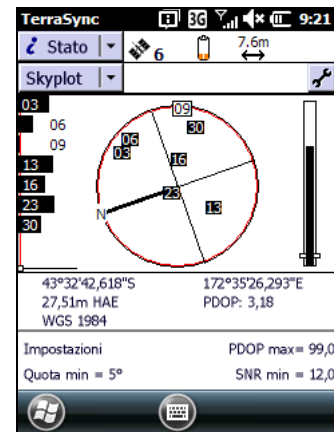 TerraSync 3G 9:21
i Stato 6 7.6m
Skyplot
03
06
09
13
16
23
30
09
30
06
03
16
23
13
N
43°32'42,618"S 172°35'26,293"E
27,51m HAE PDOP: 3,18
WGS 1984
Impostazioni PDOP max= 99,0
Quota min = 5° SNR min = 12,0